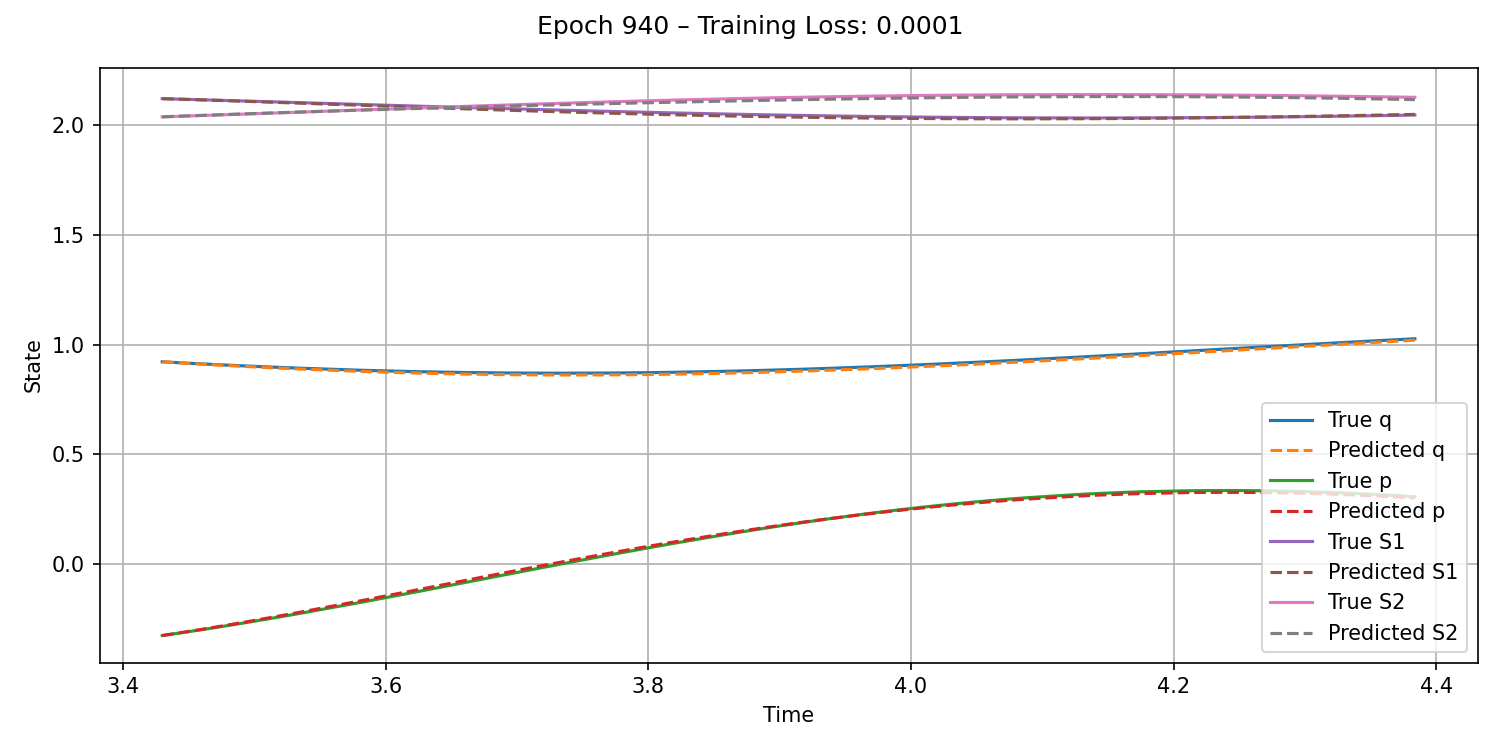 Epoch 940 – Training Loss: 0.0001
State
2.0
1.5
1.0
0.5
0.0
True q
Predicted q
True p
Predicted p
True S1
Predicted S1
True S2
Predicted S2
3.4 3.6 3.8 4.0 4.2 4.4
Time